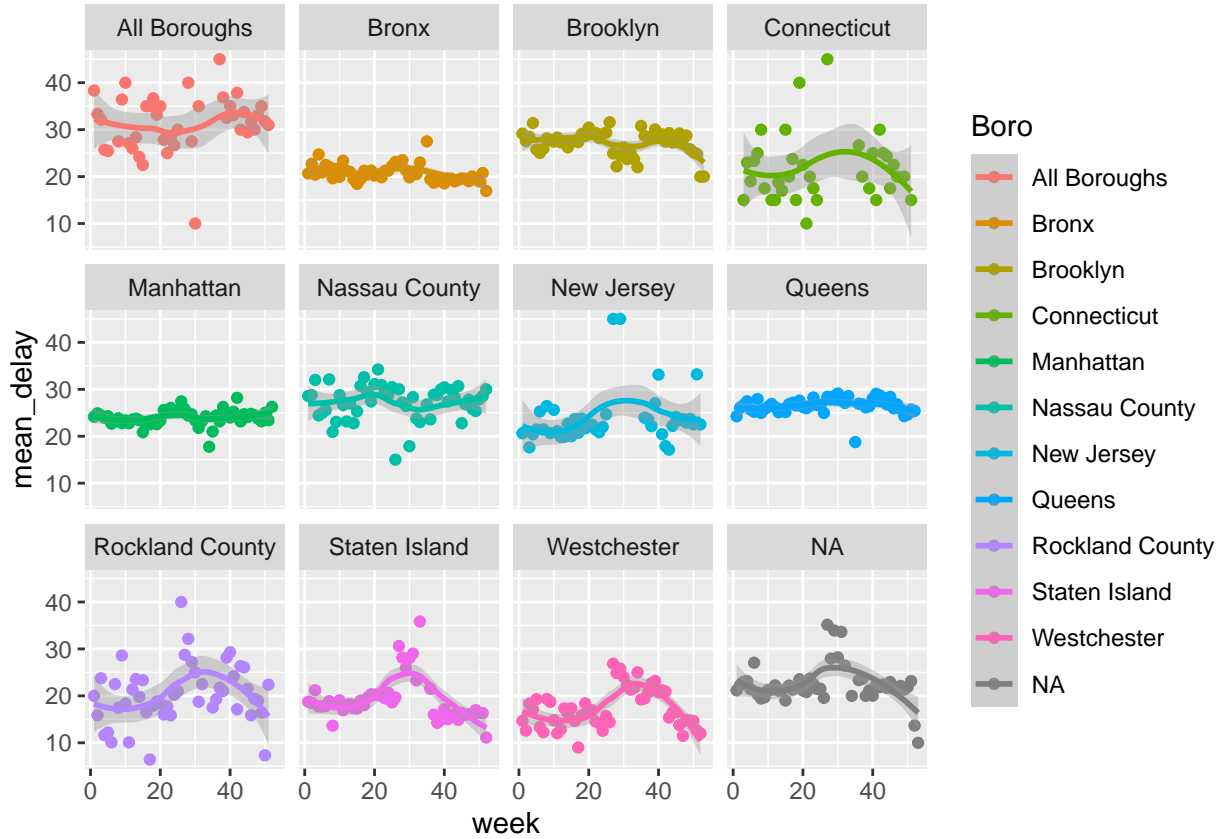 All Boroughs
Bronx
Brooklyn
Connecticut
40
30
20
10
Manhattan
Nassau County
New Jersey
Queens
40
30
20
10
Rockland County
Staten Island
Westchester
NA
40
30
20
10
0 20 40
0 20 40
0 20 40
0 20 40
week
mean_delay
Boro
All Boroughs
Bronx
Brooklyn
Connecticut
Manhattan
Nassau County
New Jersey
Queens
Rockland County
Staten Island
Westchester
NA